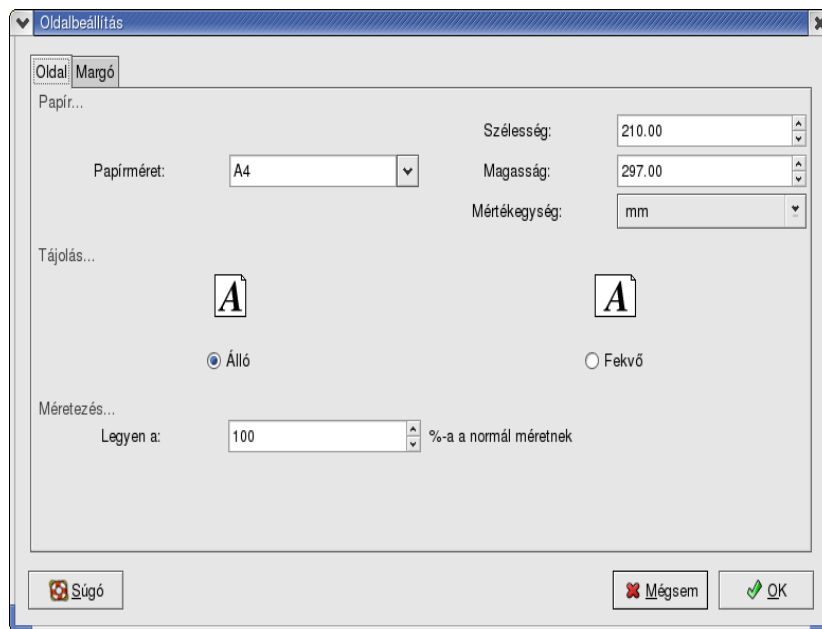 Oldalbeállítás
Oldal Margó
Papír...
Szélesség: 210.00
Papírméret: A4 Magasság: 297.00
Mértékegység: mm
Tájolás...
A A
Álló Fekvő
Méretezés...
Legyen a: 100 %-a a normál méretnek
Súgó Mégsem OK